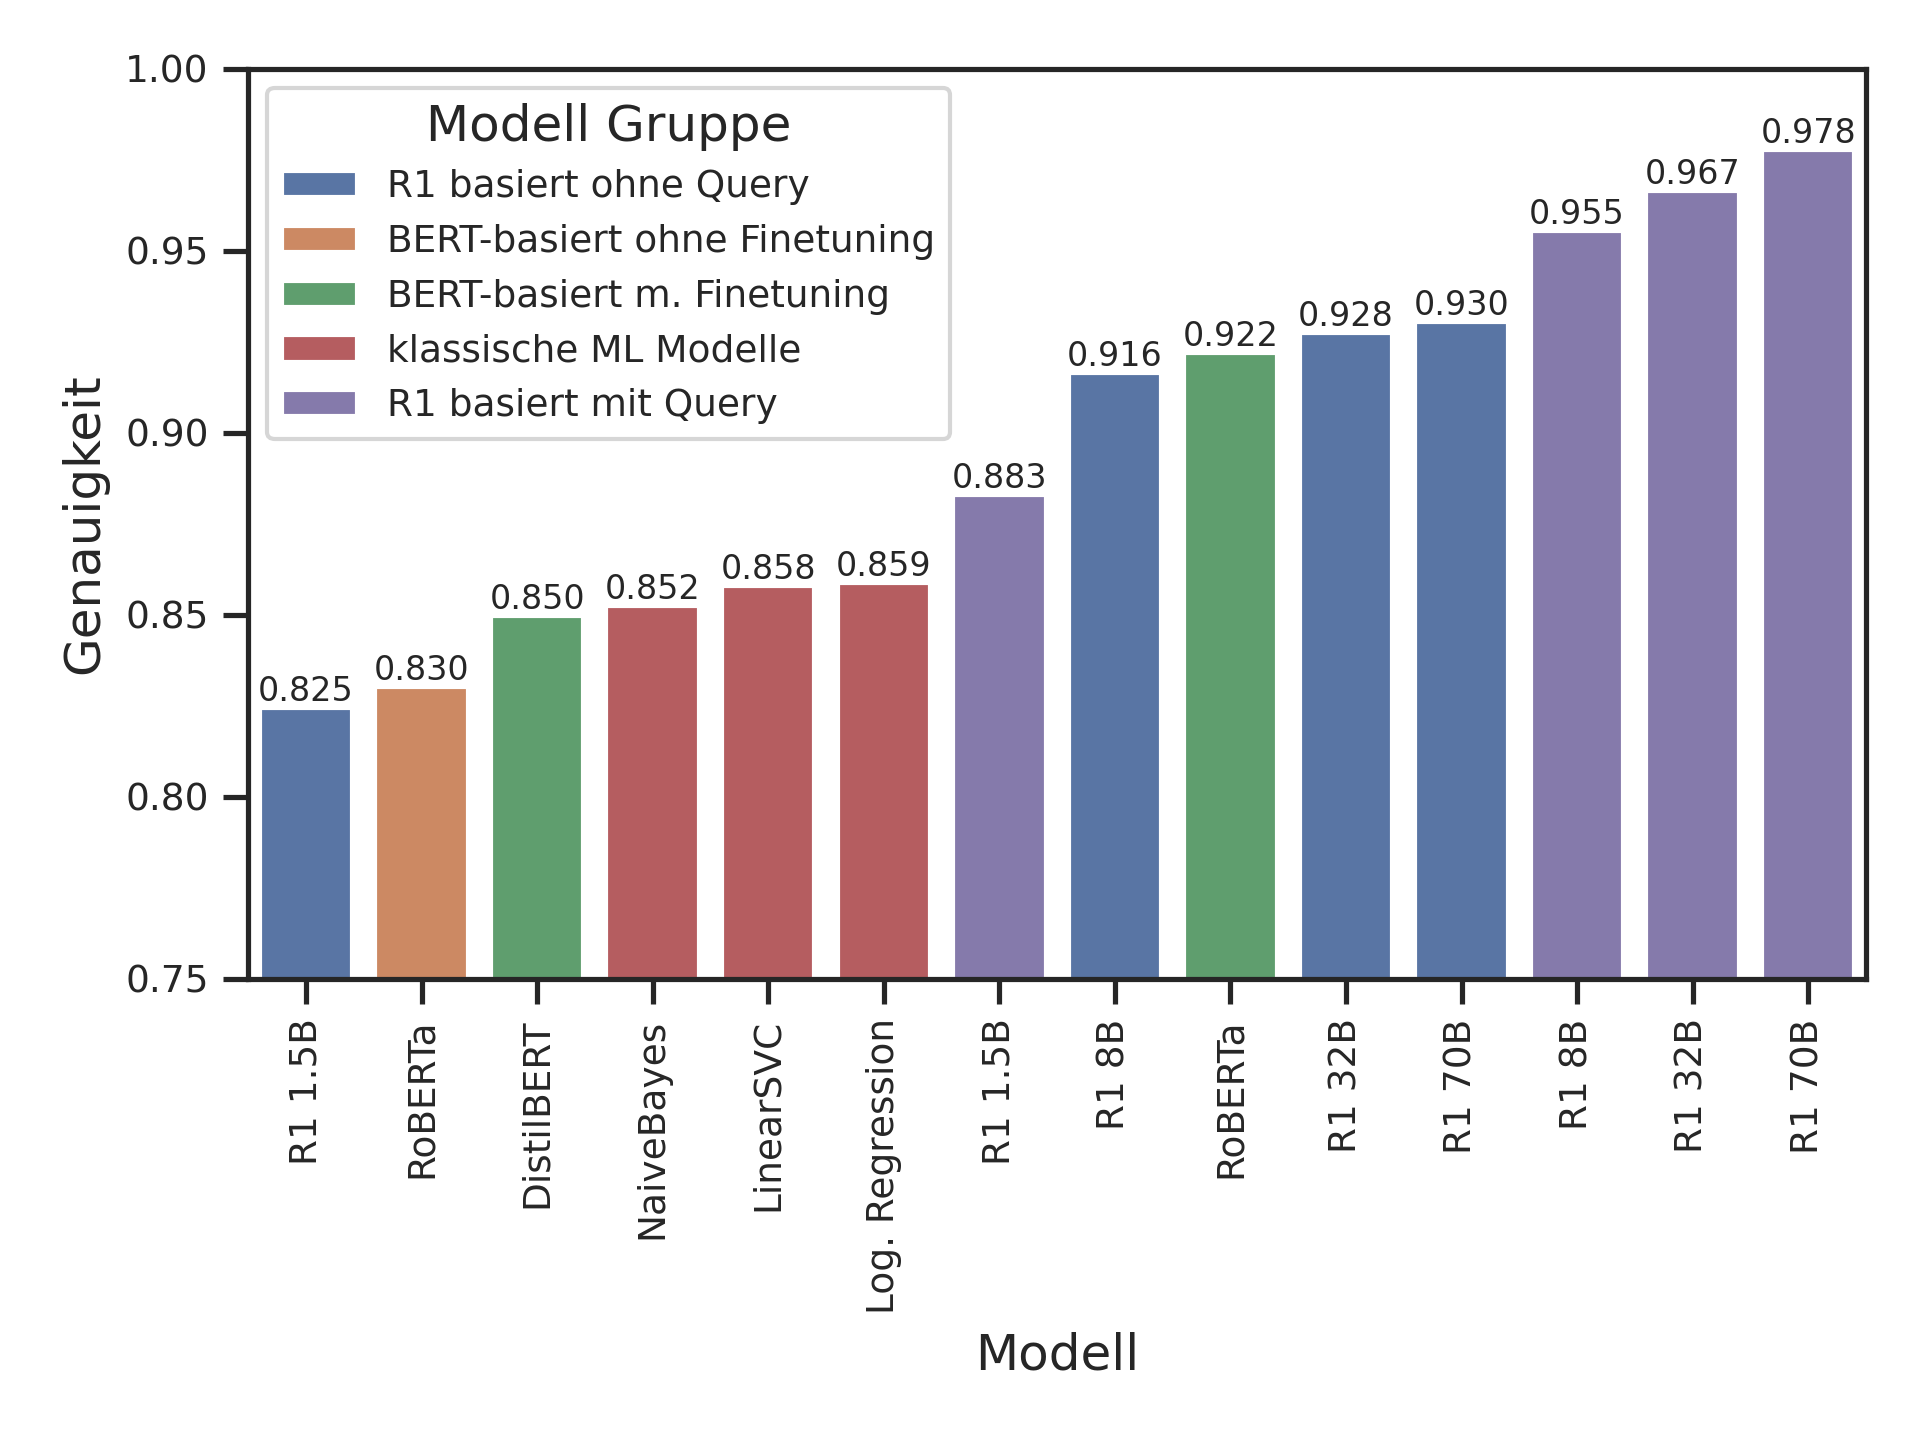 1.00
0.95
0.90
0.85
0.80
0.75
Genauigkeit
Modell Gruppe
R1 basiert ohne Query
BERT-basiert ohne Finetuning
BERT-basiert m. Finetuning
klassische ML Modelle
R1 basiert mit Query
0.825
0.830
0.850
0.852
0.858
0.859
0.883
0.916
0.922
0.928
0.930
0.955
0.967
0.978
R1 1.5B
RoBERTa
DistilBERT
NaiveBayes
LinearSVC
Log. Regression
R1 1.5B
R1 8B
RoBERTa
R1 32B
R1 70B
R1 8B
R1 32B
R1 70B
Modell